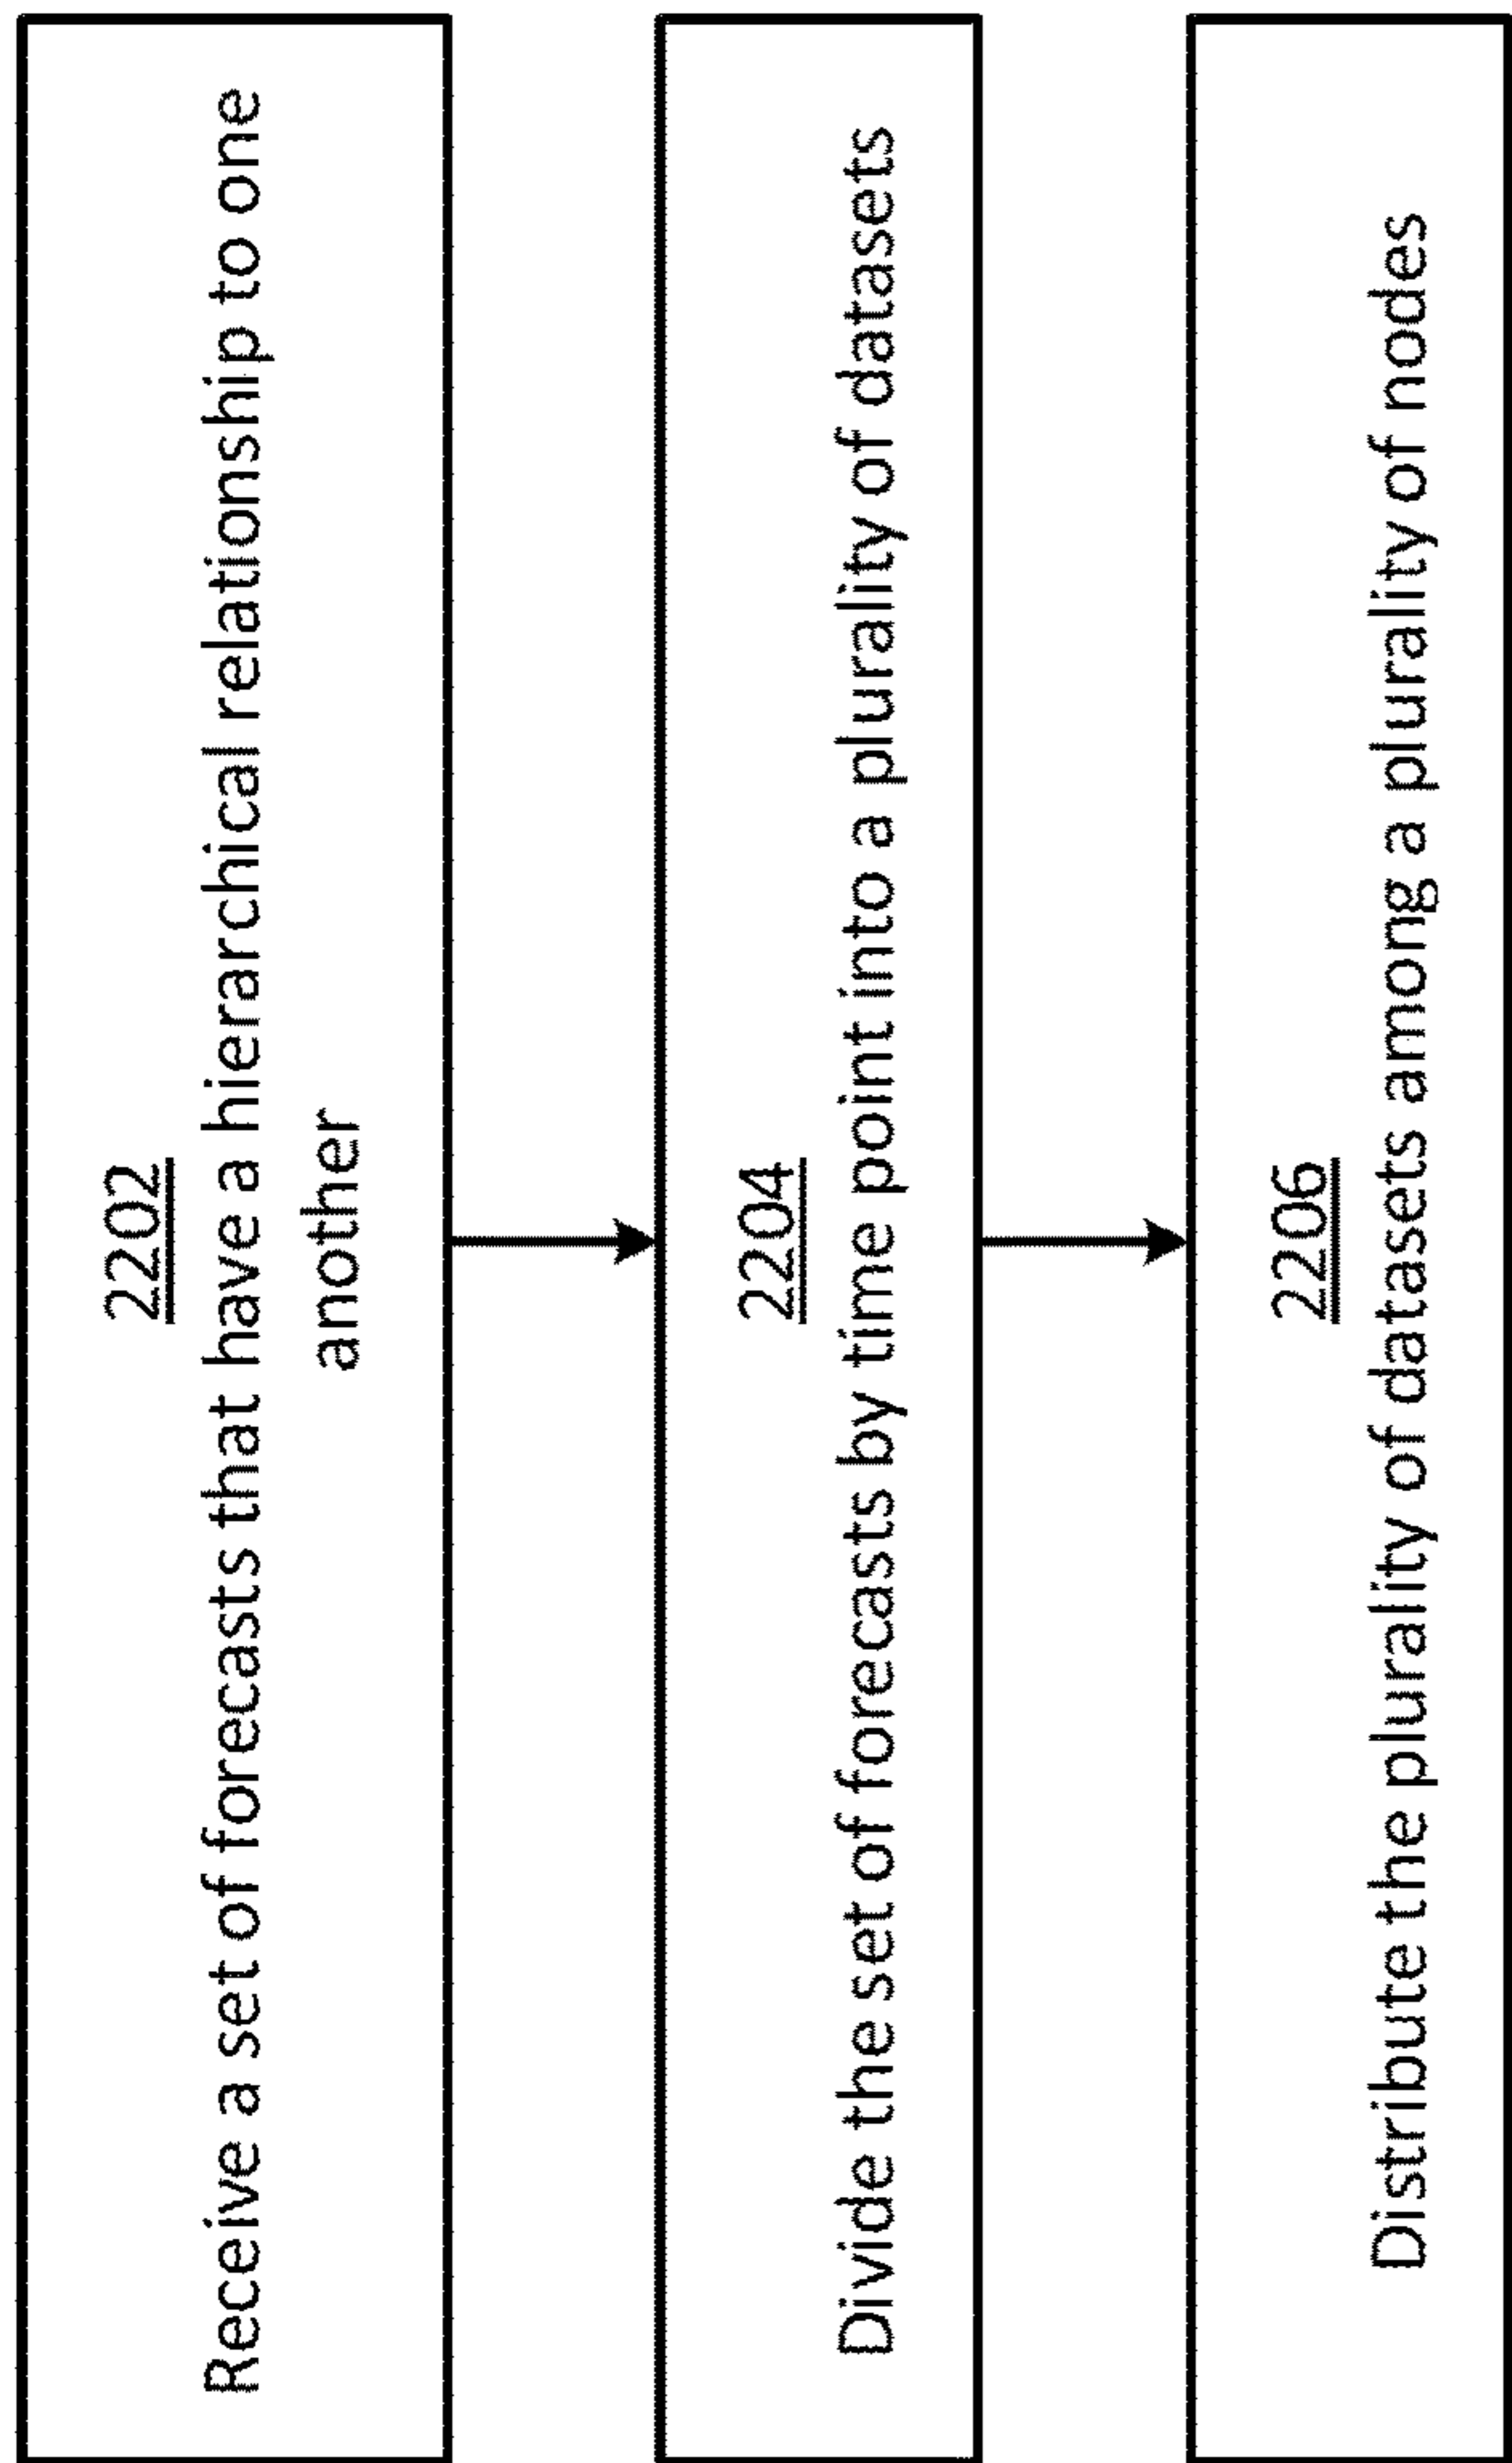 2202
Receive a set of forecasts that have a hierarchical relationship to one
another
2204
Divide the set of forecasts by time point into a plurality of datasets
2206
Distribute the plurality of datasets among a plurality of nodes